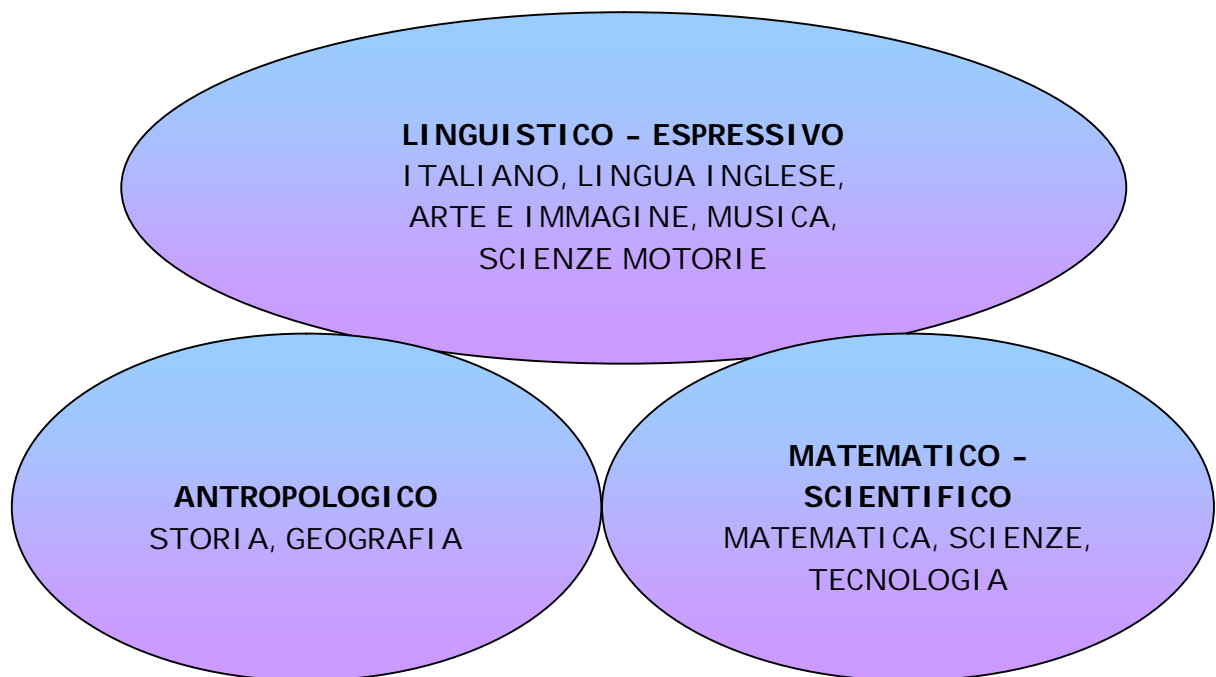 LINGUISTICO – ESPRESSIVO
ITALIANO, LINGUA INGLESE,
ARTE E IMMAGINE, MUSICA,
SCIENZE MOTORIE
ANTROPOLOGICO
STORIA, GEOGRAFIA
MATEMATICO –
SCIENTIFICO
MATEMATICA, SCIENZE,
TECNOLOGIA